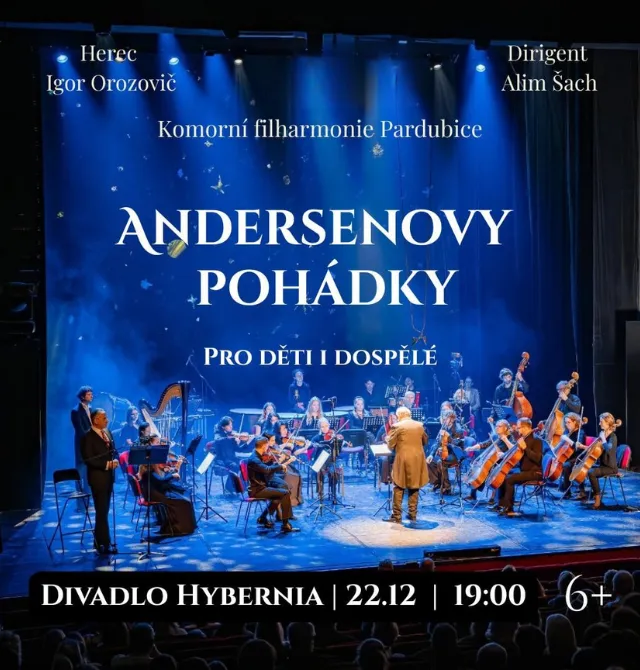 Herec
Igor Orozovič
Dirigent
Alim Šach
Komorní filharmonie Pardubice
ANDERSENOVY
POHÁDKY
PRO DĚTI I DOSPĚLÉ
DIVADLO HYBERNIA | 22.12 | 19:00 6+